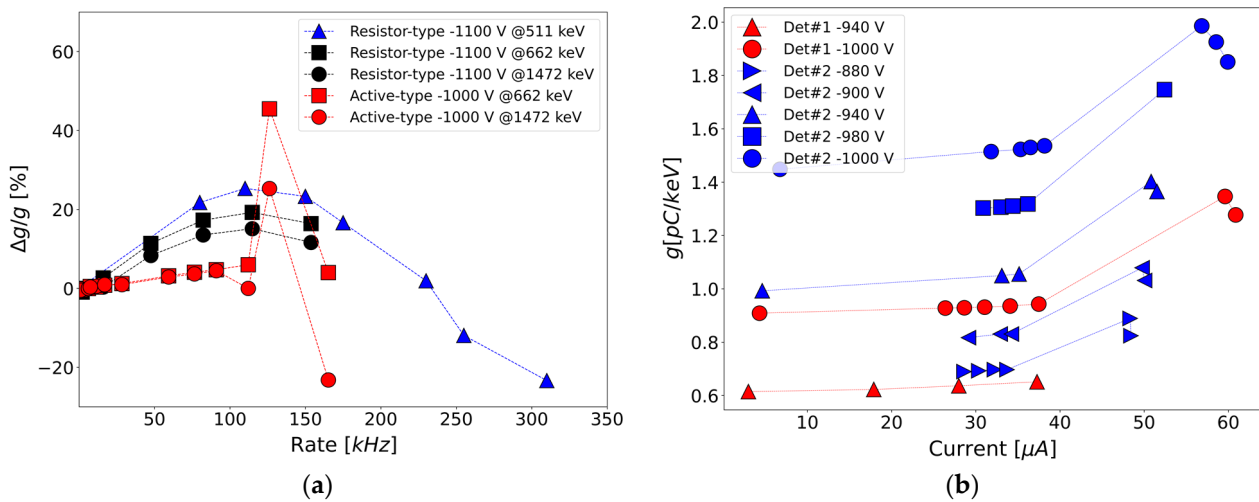 60
40
20
0
−20
50
100
150
200
250
300
350
Δg/g [%]
Rate [kHz]
Resistor-type -1100 V @511 keV
Resistor-type -1100 V @662 keV
Resistor-type -1100 V @1472 keV
Active-type -1000 V @662 keV
Active-type -1000 V @1472 keV
(a)
2.0
1.8
1.6
1.4
1.2
1.0
0.8
0.6
10
20
30
40
50
60
g[pC/keV]
Current [μA]
Det#1 -940 V
Det#1 -1000 V
Det#2 -880 V
Det#2 -900 V
Det#2 -940 V
Det#2 -980 V
Det#2 -1000 V
(b)